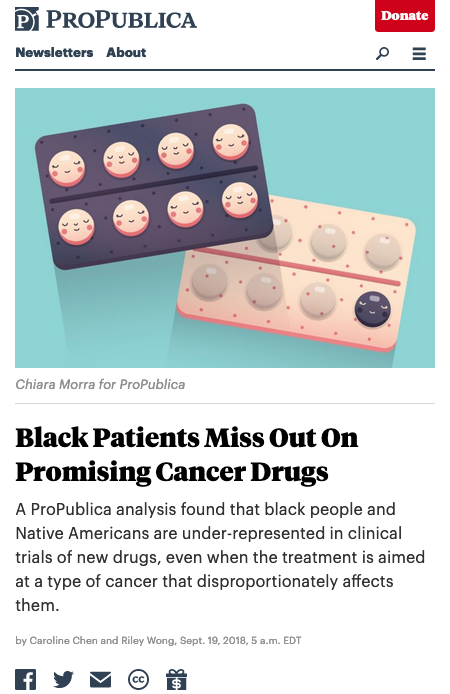 PROPUBLICA
Donate
Newsletters About
Chiara Morra for ProPublica
Black Patients Miss Out On
Promising Cancer Drugs
A ProPublica analysis found that black people and
Native Americans are under-represented in clinical
trials of new drugs, even when the treatment is aimed
at a type of cancer that disproportionately affects
them.
by Caroline Chen and Riley Wong, Sept. 19, 2018, 5 a.m. EDT
cc
$